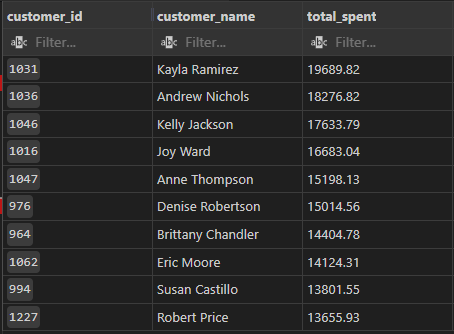 customer_id customer_name total_spent
abc Filter... abc Filter... abc Filter...
1031 Kayla Ramirez 19689.82
1036 Andrew Nichols 18276.82
1046 Kelly Jackson 17633.79
1016 Joy Ward 16683.04
1047 Anne Thompson 15198.13
976 Denise Robertson 15014.56
964 Brittany Chandler 14404.78
1062 Eric Moore 14124.31
994 Susan Castillo 13801.55
1227 Robert Price 13655.93